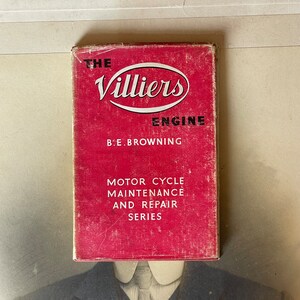 THE
Villiers
ENGINE
B.E. BROWNING
MOTOR CYCLE
MAINTENANCE
AND REPAIR
SERIES